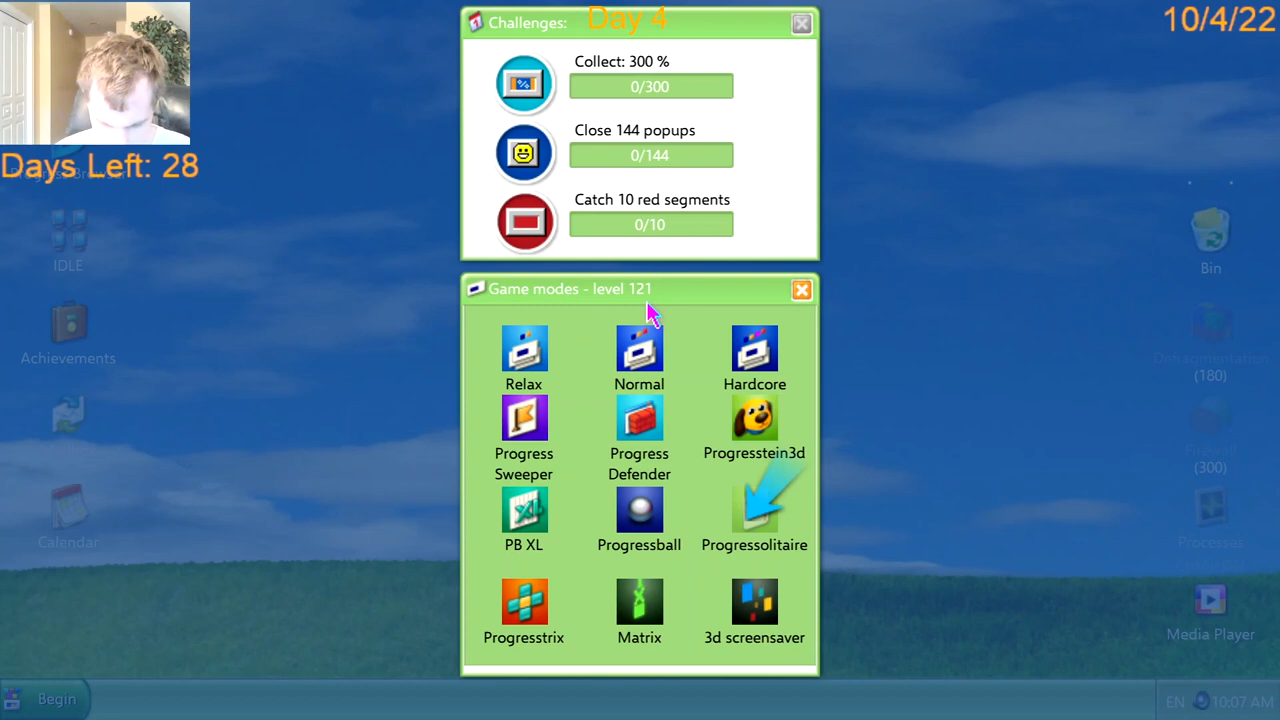 Challenges:
Day 4
10/4/22
Collect: 300 %
0/300
Close 144 popups
0/144
Days Left: 28
Catch 10 red segments
0/10
IDLE
Bin
Game modes - level 121
Achievements
Defragmentation
(180)
Relax
Normal
Hardcore
Progress Sweeper
Progress Defender
Progresstein3d
(300)
Calendar
PB XL
Progressball
Progressolitaire
Processes
Progresstrix
Matrix
3d screensaver
Media Player
Begin
EN
10:07 AM